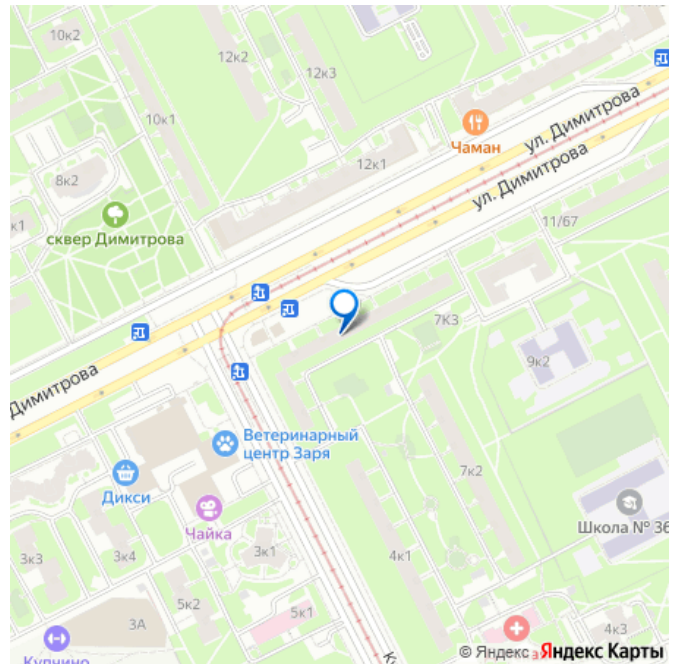 10к2
12к2
12к3
10к1
ул. Димитрова
Чаман
12к1
8к2
ул. Димитрова
к1
сквер Димитрова
11/67
7К3
9к2
Димитрова
Ветеринарный
центр Заря
7к2
Дикси
Чайка
Школа № 36
3к3
3к4
3к1
4к1
5к2
5к1
3А
4к3
Купчино
© Яндекс Яндекс Карты